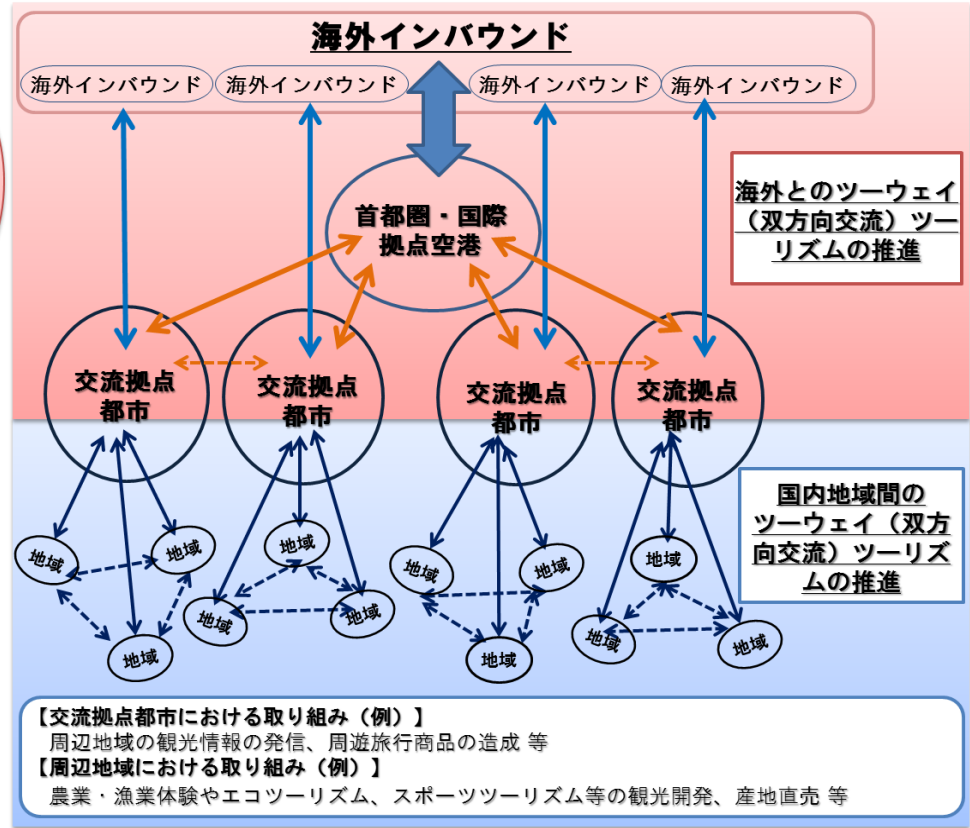 海外インバウンド
海外インバウンド
海外インバウンド
海外インバウンド
海外インバウンド
首都圏・国際
拠点空港
海外とのツーウェイ
（双方向交流）ツー
リズムの推進
交流拠点
都市
交流拠点
都市
交流拠点
都市
交流拠点
都市
国内地域間の
ツーウェイ（双方
向交流）ツーリズ
ムの推進
地域
地域
地域
地域
地域
地域
地域
地域
地域
地域
地域
地域
【交流拠点都市における取り組み（例）】
周辺地域の観光情報の発信、周遊旅行商品の造成 等
【周辺地域における取り組み（例）】
農業・漁業体験やエコツーリズム、スポーツツーリズム等の観光開発、産地直売 等